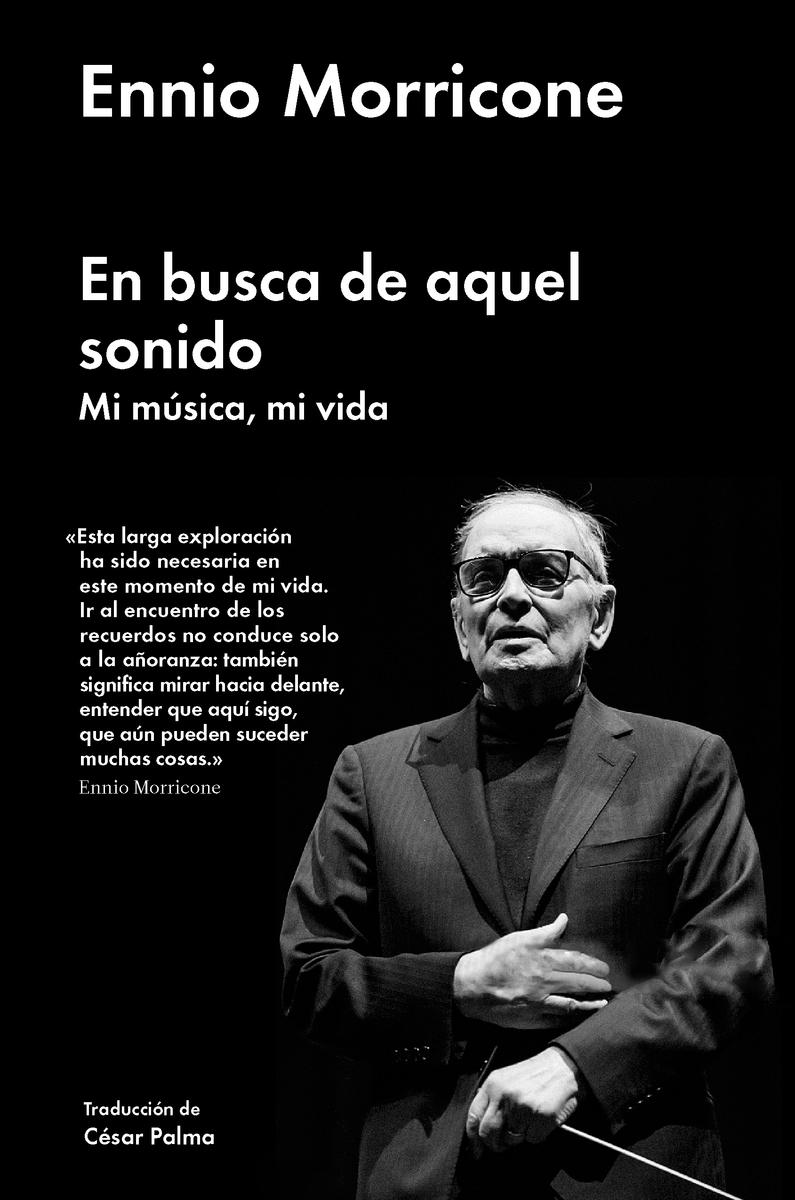 Ennio Morricone
En busca de aquel
sonido
Mi música, mi vida
«Esta larga exploración
ha sido necesaria en
este momento de mi vida.
Ir al encuentro de los
recuerdos no conduce solo
a la añoranza: también
significa mirar hacia delante,
entender que aquí sigo,
que aún pueden suceder
muchas cosas.»
Ennio Morricone
Traducción de
César Palma